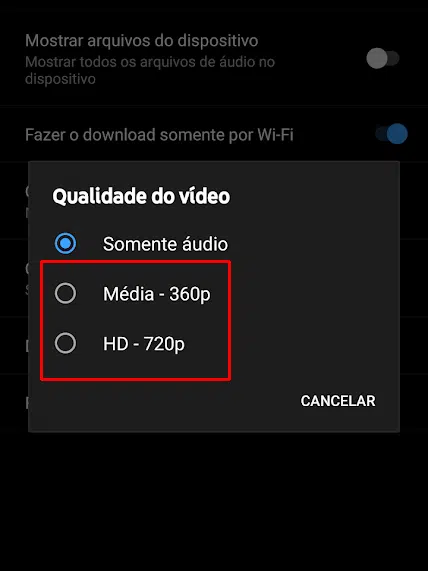 Mostrar arquivos do dispositivo
Mostrar todos os arquivos de áudio no
dispositivo
Fazer o download somente por Wi-Fi
Qualidade do vídeo
Somente áudio
Média - 360p
HD - 720p
CANCELAR